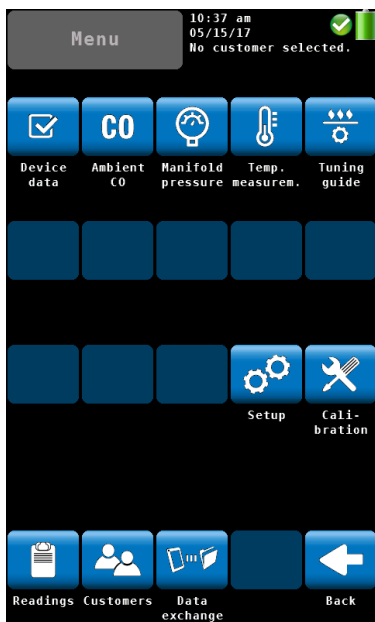 Menu
10:37 am
05/15/17
No customer selected.
CO
Device
data
Ambient
CO
Manifold
pressure
Temp.
measurem.
Tuning
guide
Setup
Cali-
bration
Readings
Customers
Data
exchange
Back